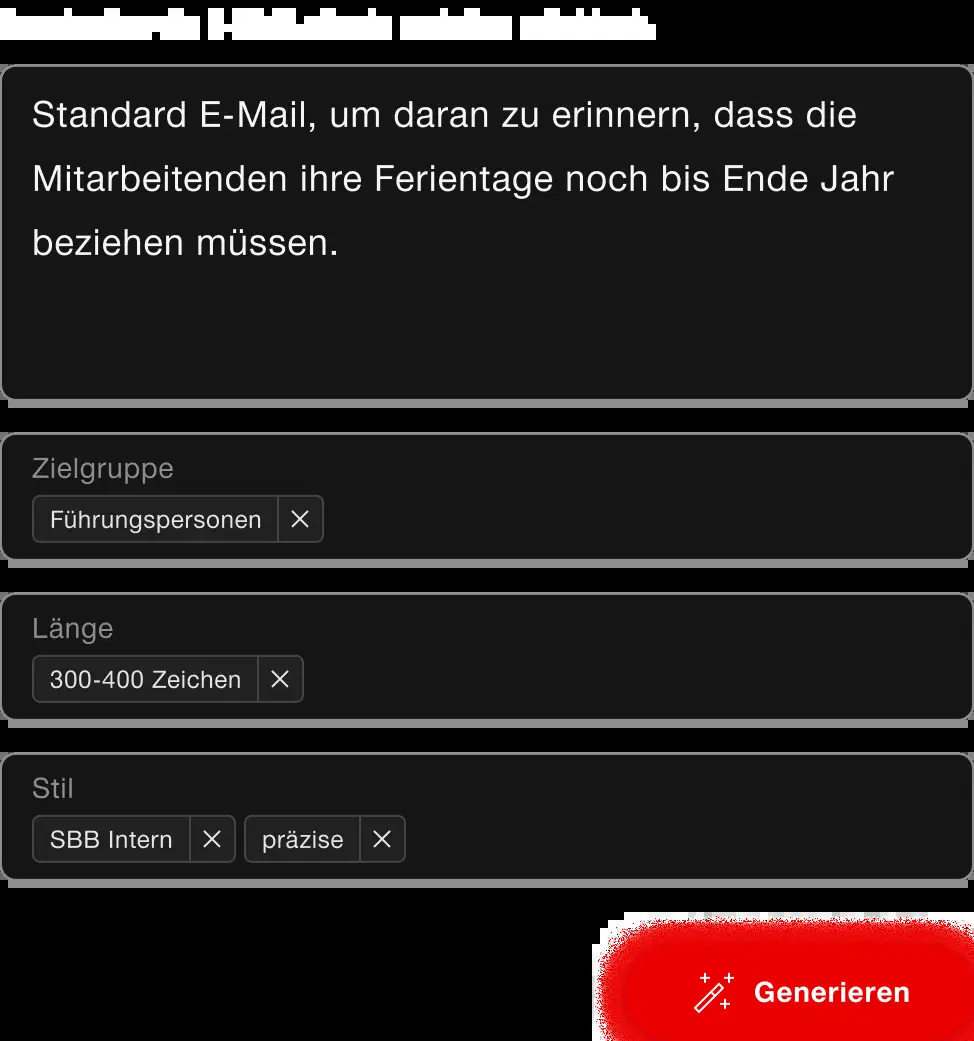 Standard E-Mail, um daran zu erinnern, dass die
Mitarbeitenden ihre Ferientage noch bis Ende Jahr
beziehen müssen.
Zielgruppe
Führungspersonen
Länge
300-400 Zeichen
Stil
SBB Intern präzise
Generieren